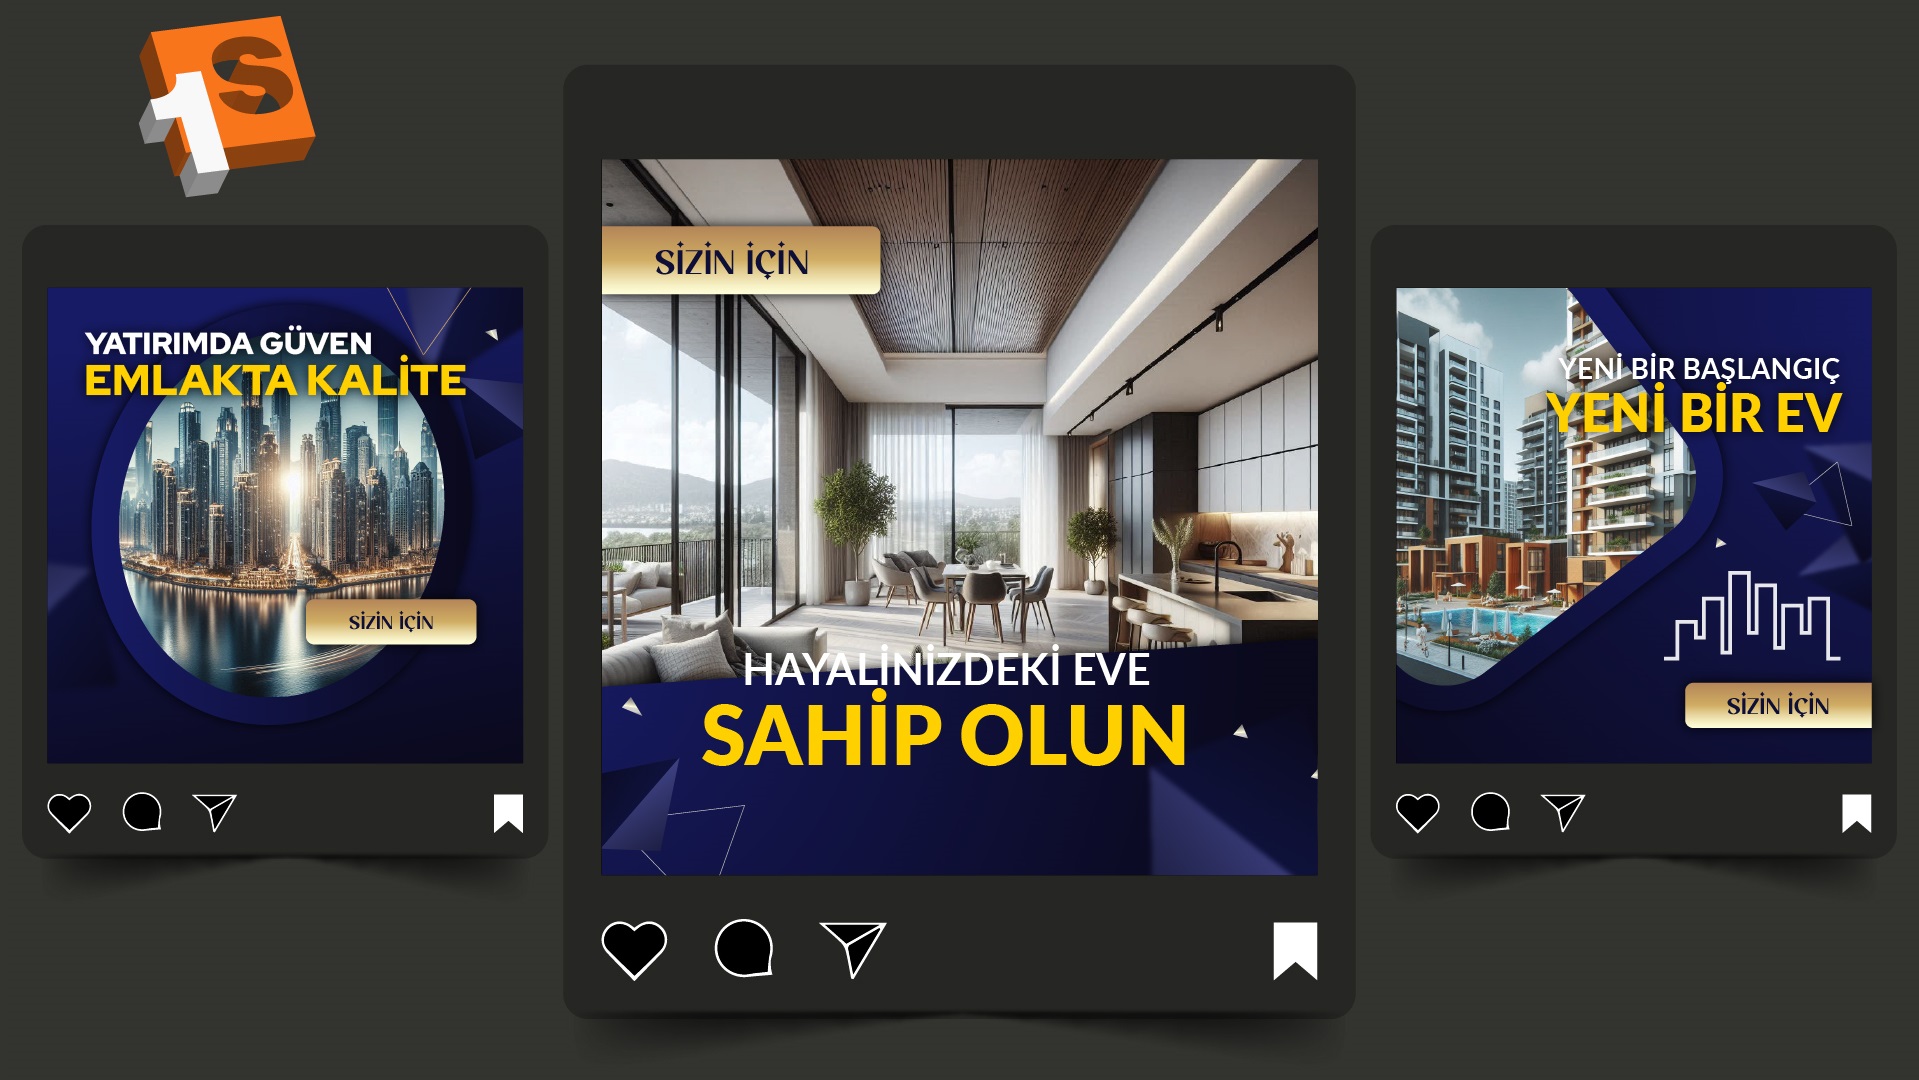 1S
YATIRIMDA GÜVEN
EMLAKTA KALİTE
SİZİN İÇİN
SİZİN İÇİN
HAYALİNİZDEKİ EVE
SAHİP OLUN
YENİ BİR BAŞLANGIÇ
YENİ BİR EV
SİZİN İÇİN